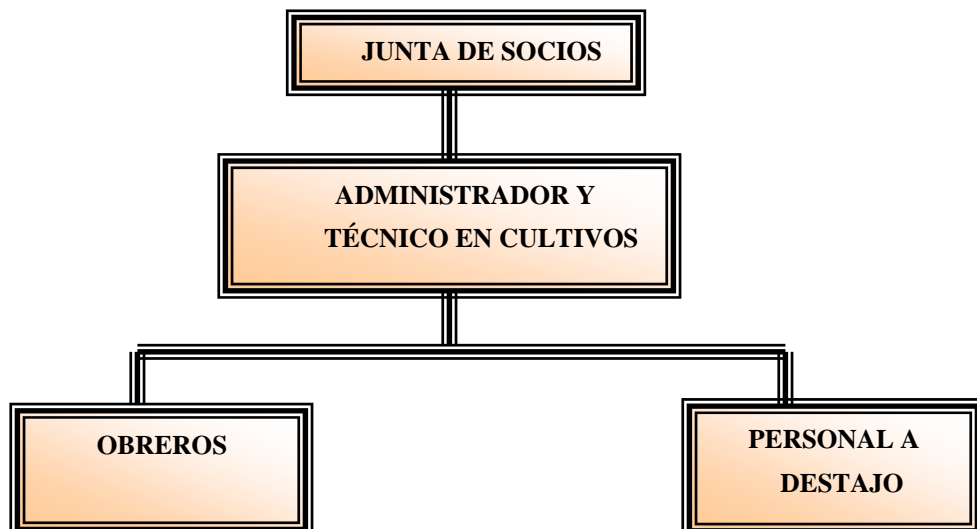 JUNTA DE SOCIOS
ADMINISTRADOR Y
TÉCNICO EN CULTIVOS
OBREROS
PERSONAL A
DESTAJO